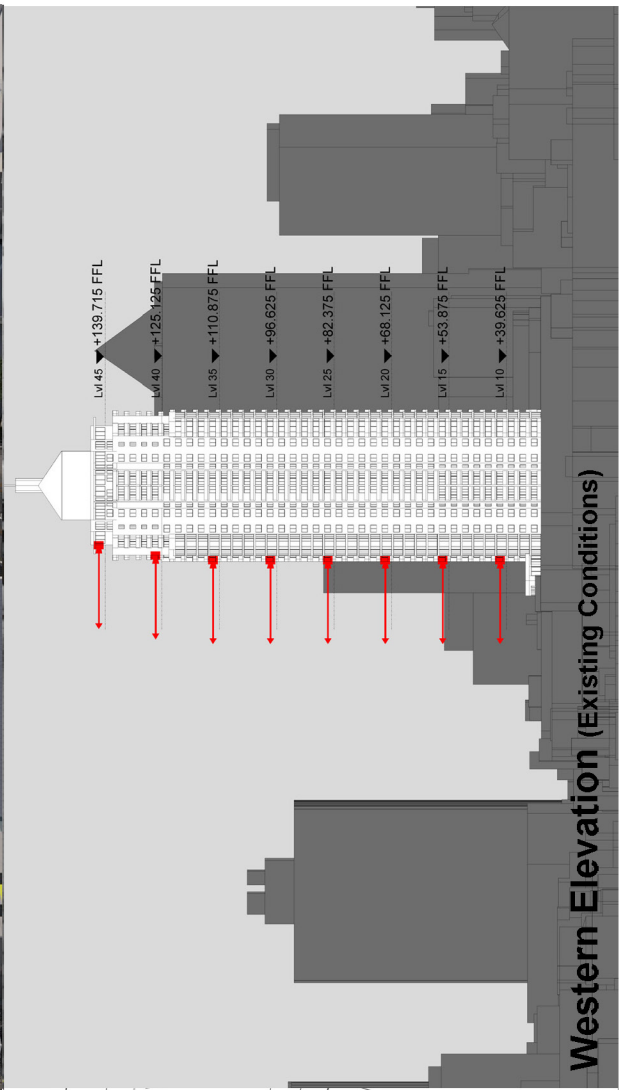 Lvl 45 +139.715 FFL
Lvl 40 +125.125 FFL
Lvl 35 +110.875 FFL
Lvl 30 +96.625 FFL
Lvl 25 +82.375 FFL
Lvl 20 +68.125 FFL
Lvl 15 +53.875 FFL
Lvl 10 +39.625 FFL
Western Elevation (Existing Conditions)